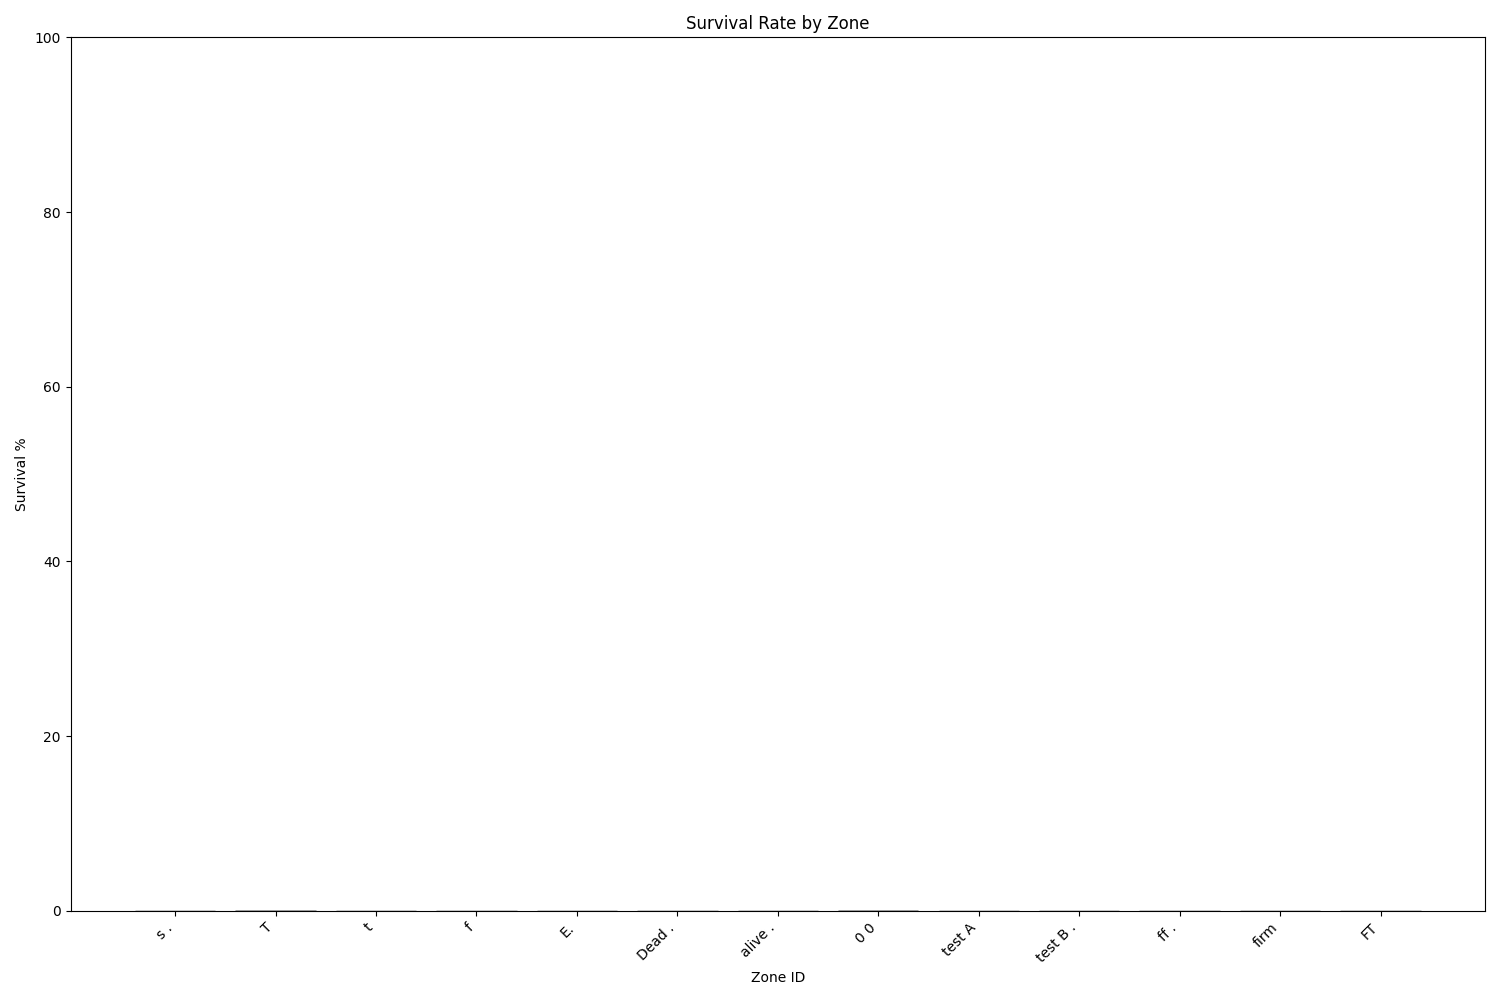 Survival Rate by Zone
100
80
60
40
20
0
Survival %
s .
T
t
f
E.
Dead .
alive .
0 0
test A
test B .
ff .
firm
FT
Zone ID